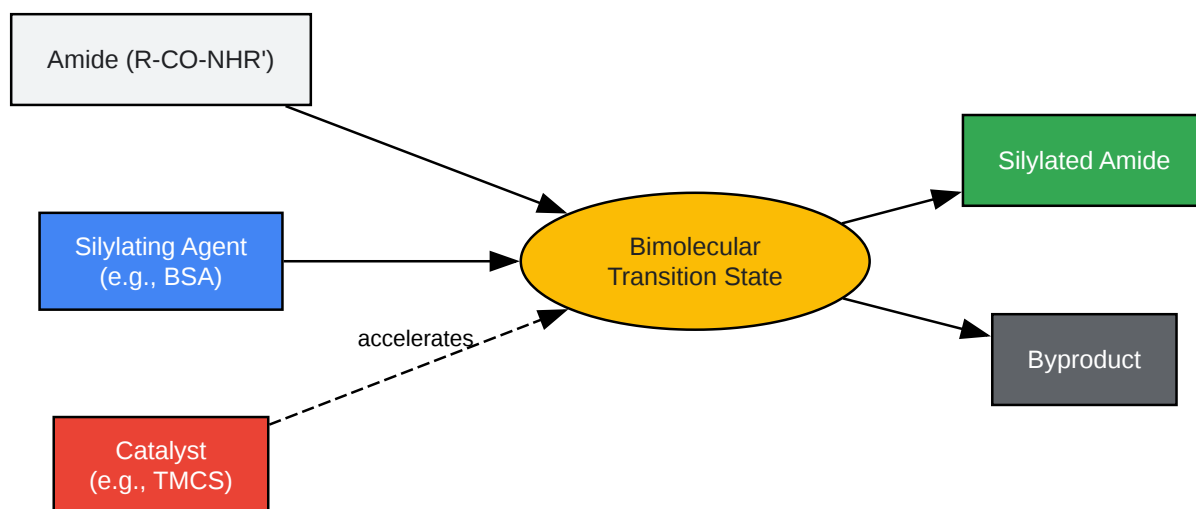 Amide (R-CO-NHR')
Silylating Agent
(e.g., BSA)
Catalyst
(e.g., TMCS)
accelerates
Bimolecular
Transition State
Silylated Amide
Byproduct